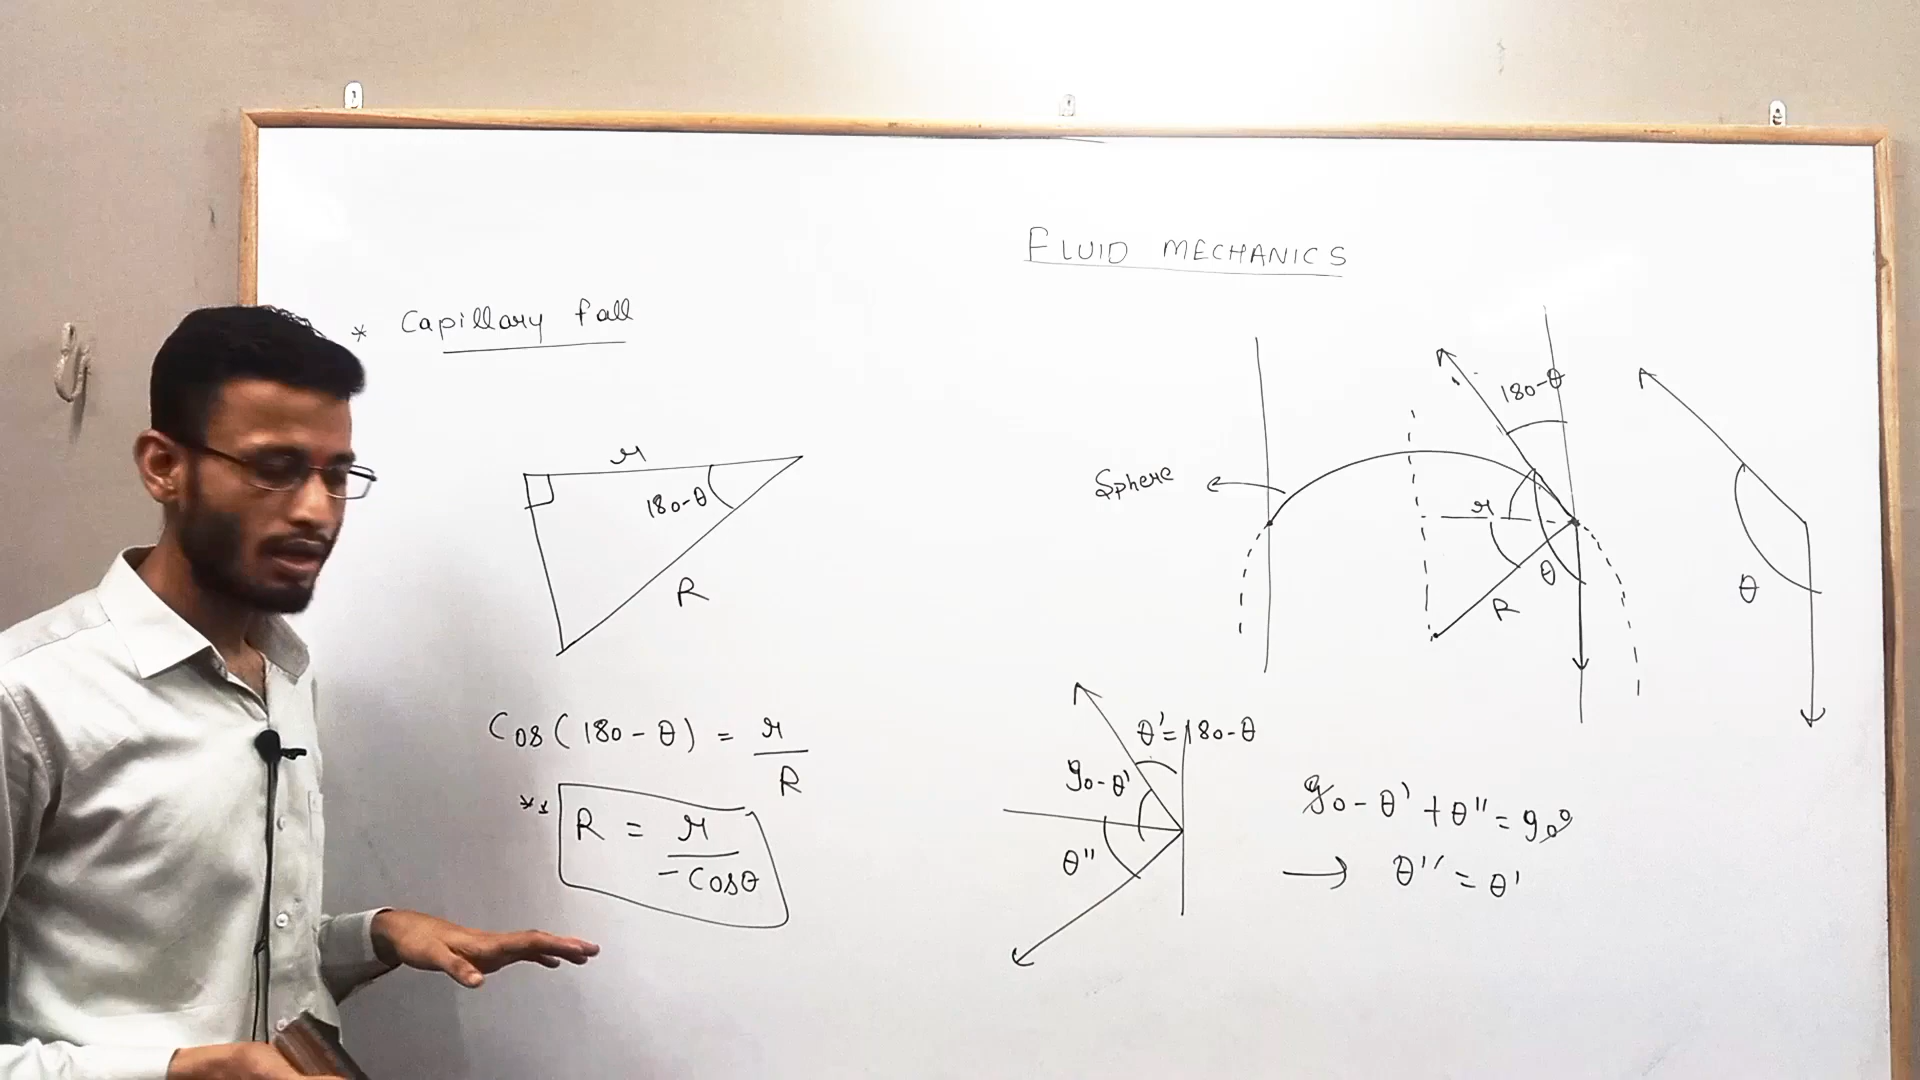 FLUID MECHANICS
* Capillary fall
r
180-θ
R
Cos(180-θ) = r/R
** R = r/-Cosθ
180-θ
Sphere
r
θ
R
θ
θ'=180-θ
90-θ'
θ"
90-θ'+θ"=90°
→ θ"=θ'